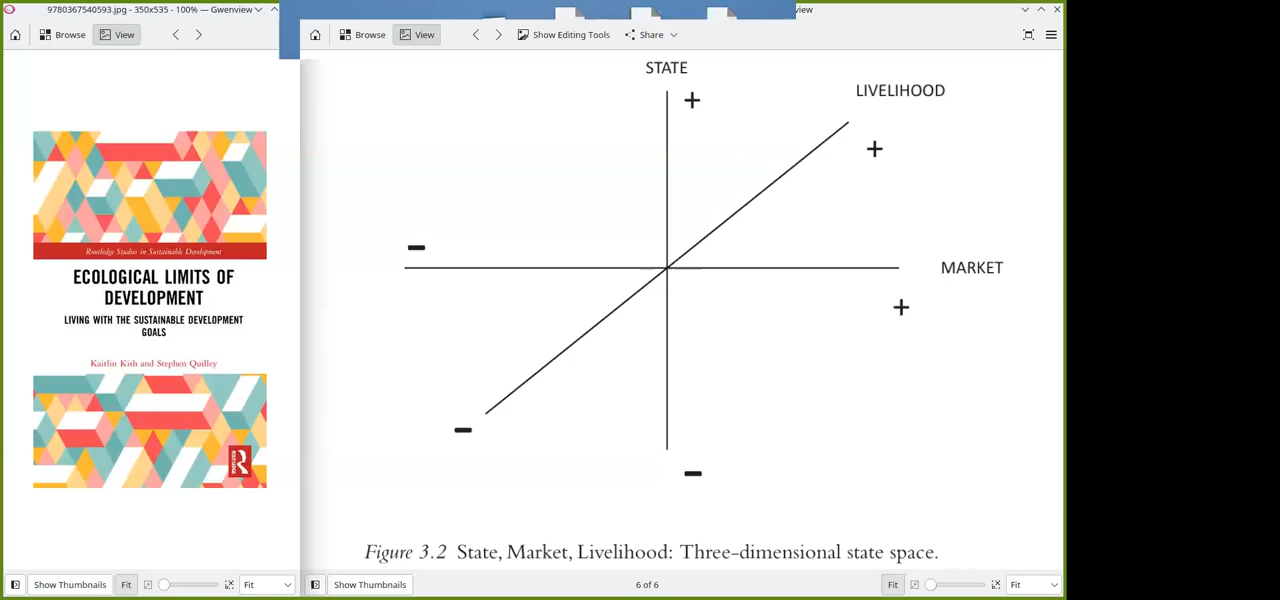 9780367540593.jpg - 350x535 - 100% — Gwenview
view
Browse
View
Browse
View
Show Editing Tools
Share
Routledge Studies in Sustainable Development
ECOLOGICAL LIMITS OF
DEVELOPMENT
LIVING WITH THE SUSTAINABLE DEVELOPMENT
GOALS
Kaitlin Kish and Stephen Quilley
ROUTLEDGE
STATE
+
LIVELIHOOD
+
−
MARKET
+
−
−
Figure 3.2 State, Market, Livelihood: Three-dimensional state space.
Show Thumbnails
Fit
Fit
Show Thumbnails
6 of 6
Fit
Fit